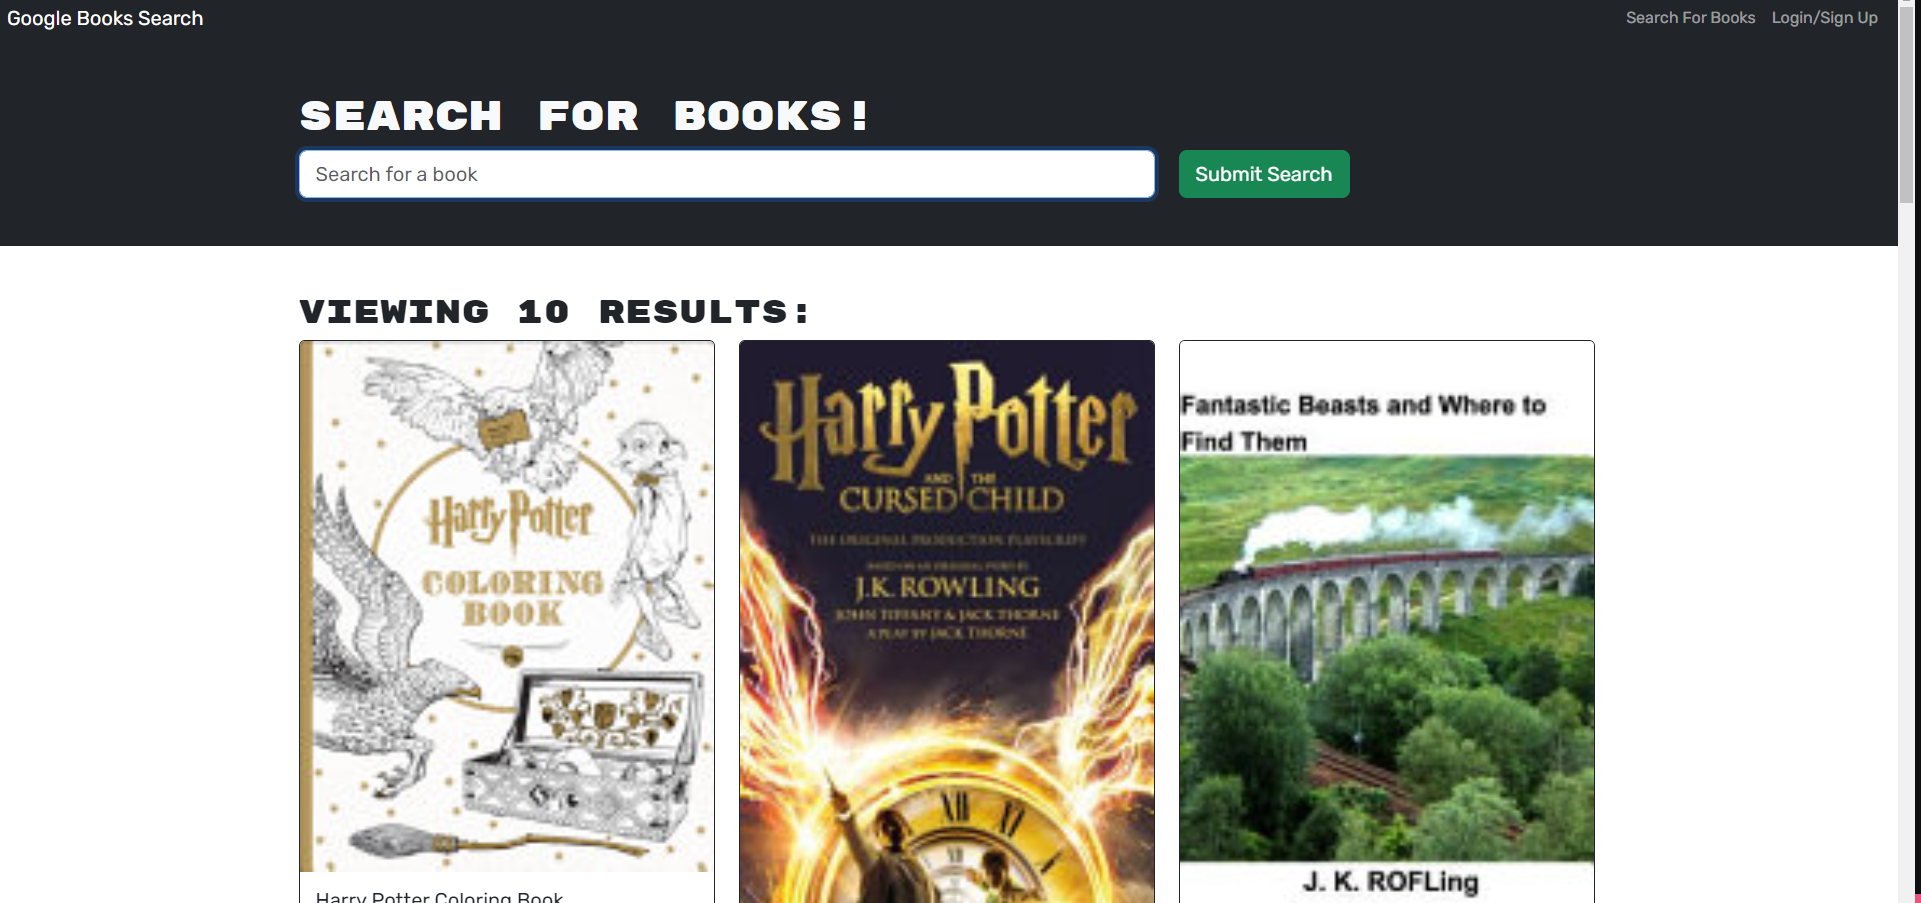 Google Books Search
Search For Books
Login/Sign Up
SEARCH FOR BOOKS!
Search for a book
Submit Search
VIEWING 10 RESULTS:
Harry Potter
COLORING
BOOK
Harry Potter Coloring Book
Harry Potter
AND THE
CURSED CHILD
THE ORIGINAL PRODUCTION PLAYSCRIPT
BASED ON AN ORIGINAL STORY BY
J.K. ROWLING
JOHN TIFFANY & JACK THORNE
A PLAY BY JACK THORNE
XII
XI
VII
Fantastic Beasts and Where to
Find Them
J. K. ROFLing